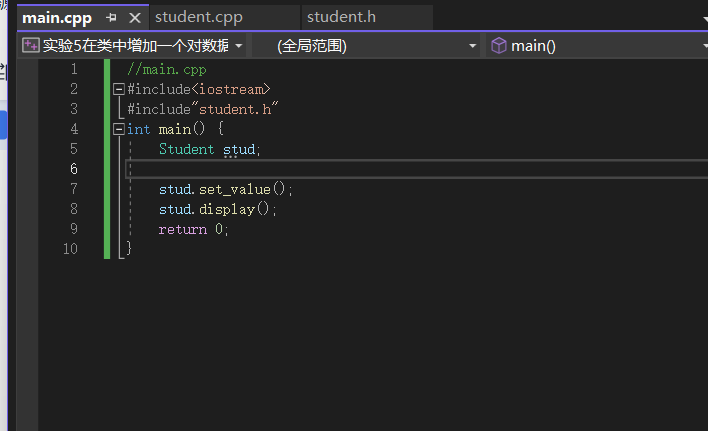 main.cpp student.cpp student.h
实验5在类中增加一个对数据 (全局范围) main()
1 //main.cpp
2 #include<iostream>
3 #include"student.h"
4 int main() {
5 Student stud;
6
7 stud.set_value();
8 stud.display();
9 return 0;
10 }